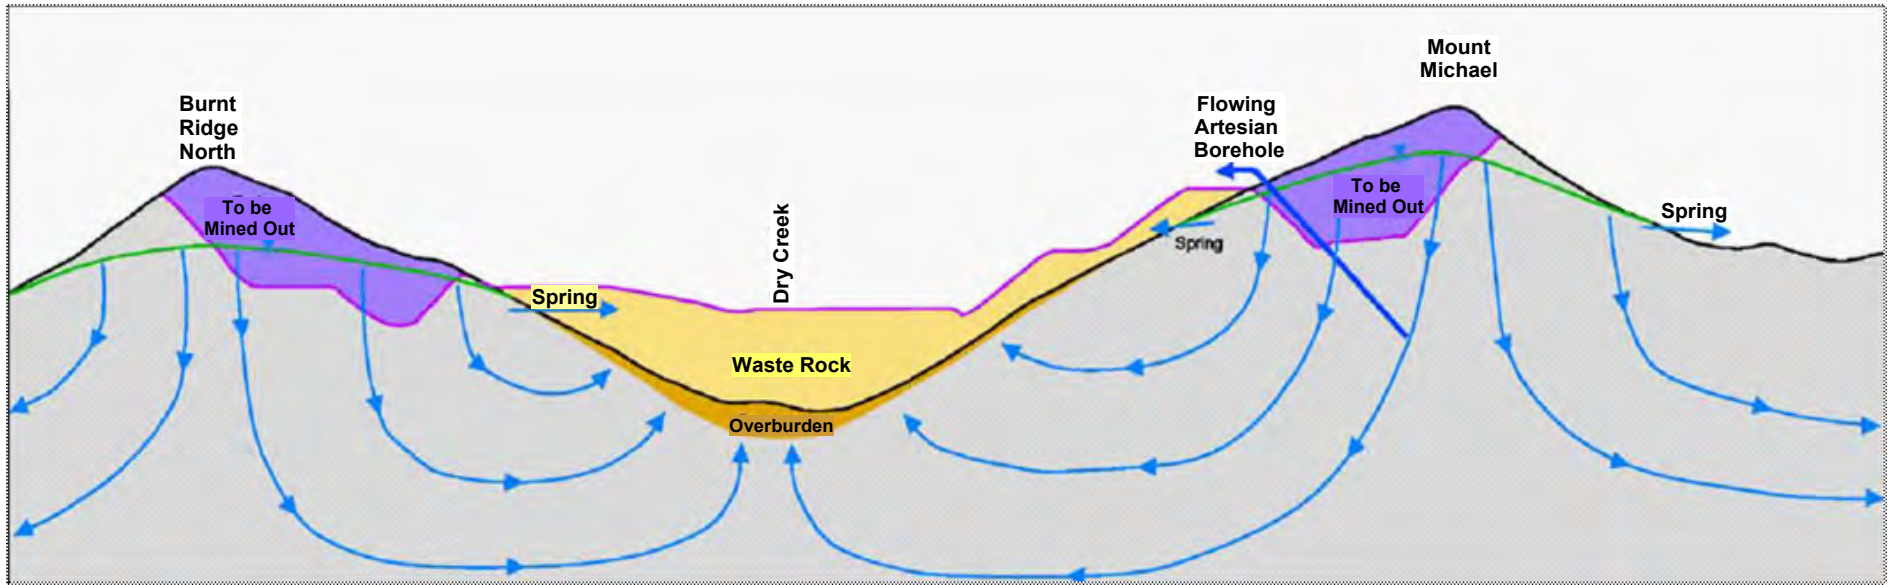 Mount
Michael
Burnt
Ridge
North
Flowing
Artesian
Borehole
To be
Mined Out
To be
Mined Out
Dry Creek
Spring
Spring
Spring
Waste Rock
Overburden